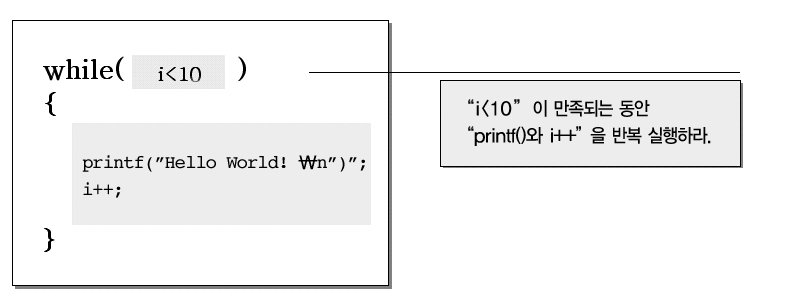 while( i<10 )
{
printf("Hello World! ₩n")";
i++;
}
“i<10” 이 만족되는 동안
“printf()와 i++” 을 반복 실행하라.